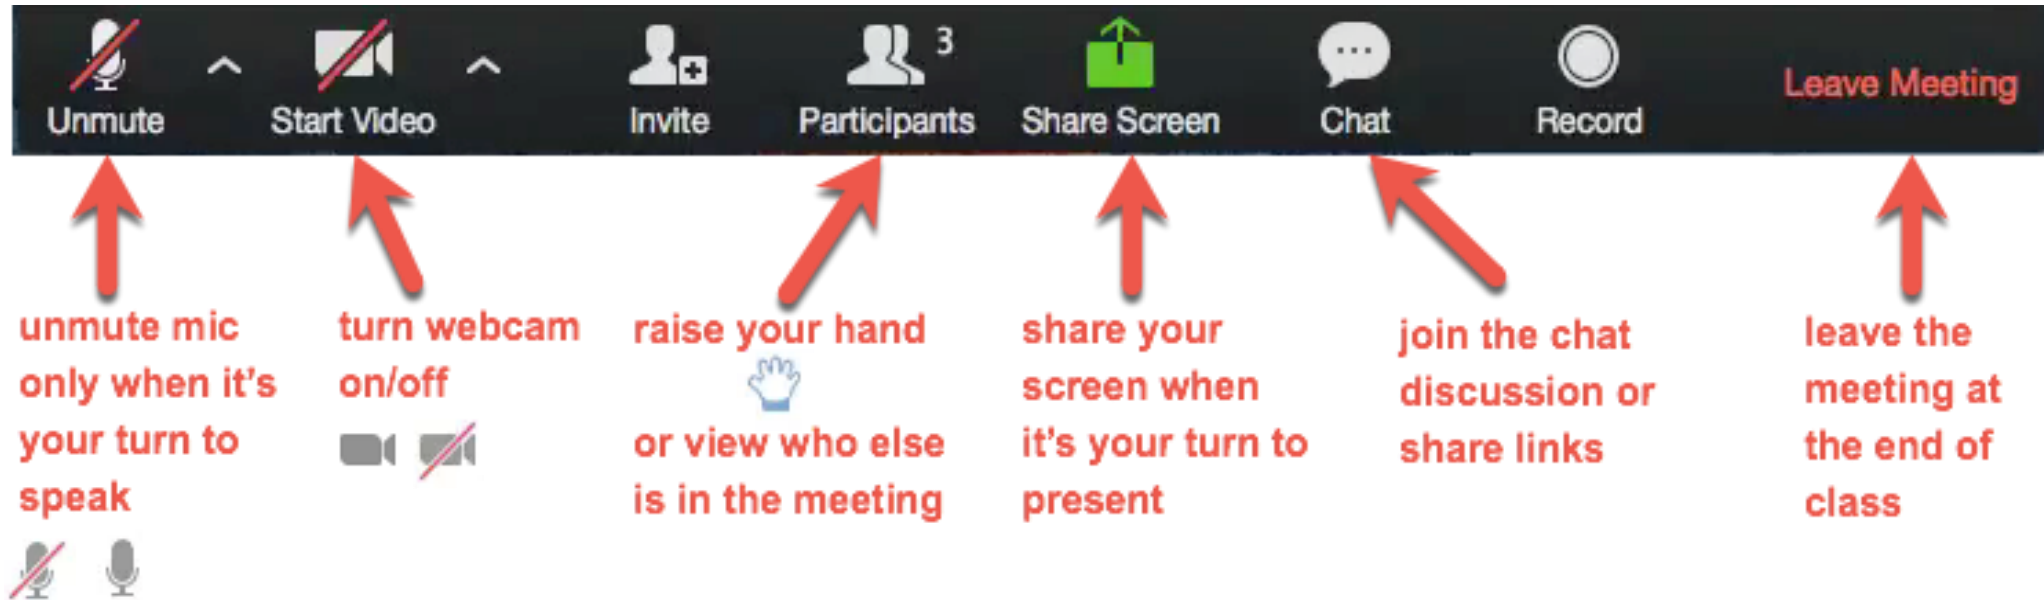 3
Unmute
Start Video
Invite
Participants
Share Screen
Chat
Record
Leave Meeting
unmute mic
only when it's
your turn to
speak
turn webcam
on/off
raise your hand
or view who else
is in the meeting
share your
screen when
it's your turn to
present
join the chat
discussion or
share links
leave the
meeting at
the end of
class